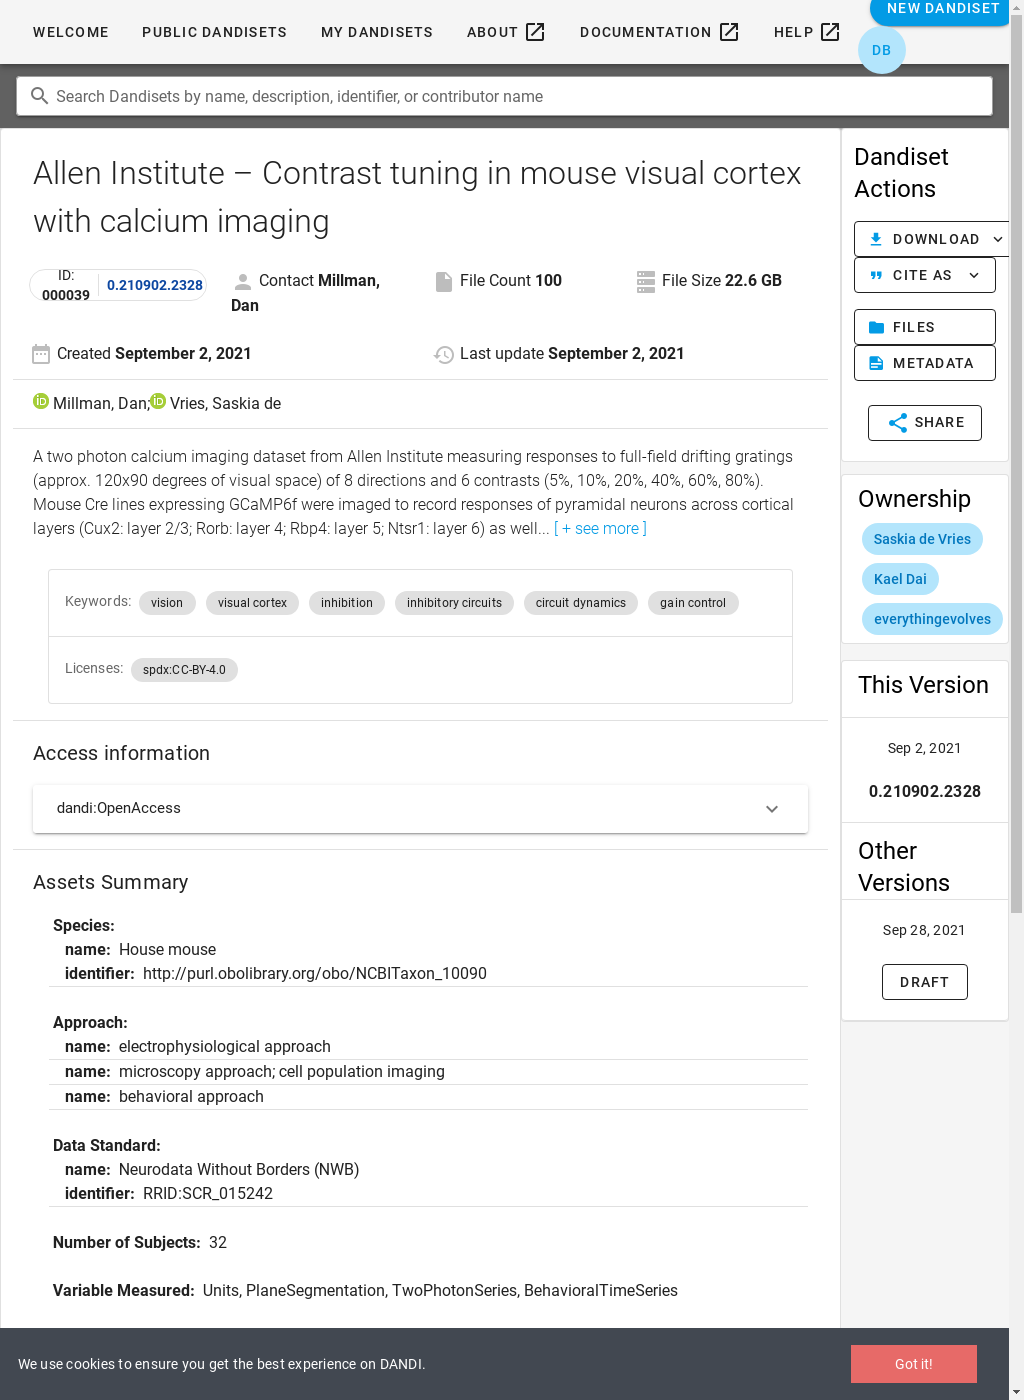 WELCOME PUBLIC DANDISETS MY DANDISETS ABOUT DOCUMENTATION HELP NEW DANDISET
DB
Search Dandisets by name, description, identifier, or contributor name
Allen Institute – Contrast tuning in mouse visual cortex
with calcium imaging
ID:
000039
0.210902.2328
Contact Millman,
Dan
File Count 100
File Size 22.6 GB
Created September 2, 2021
Last update September 2, 2021
Millman, Dan; Vries, Saskia de
A two photon calcium imaging dataset from Allen Institute measuring responses to full-field drifting gratings
(approx. 120x90 degrees of visual space) of 8 directions and 6 contrasts (5%, 10%, 20%, 40%, 60%, 80%).
Mouse Cre lines expressing GCaMP6f were imaged to record responses of pyramidal neurons across cortical
layers (Cux2: layer 2/3; Rorb: layer 4; Rbp4: layer 5; Ntsr1: layer 6) as well... [ + see more ]
Keywords: vision visual cortex inhibition inhibitory circuits circuit dynamics gain control
Licenses: spdx:CC-BY-4.0
Access information
dandi:OpenAccess
Assets Summary
Species:
name: House mouse
identifier: http://purl.obolibrary.org/obo/NCBITaxon_10090
Approach:
name: electrophysiological approach
name: microscopy approach; cell population imaging
name: behavioral approach
Data Standard:
name: Neurodata Without Borders (NWB)
identifier: RRID:SCR_015242
Number of Subjects: 32
Variable Measured: Units, PlaneSegmentation, TwoPhotonSeries, BehavioralTimeSeries
Dandiset
Actions
DOWNLOAD
CITE AS
FILES
METADATA
SHARE
Ownership
Saskia de Vries
Kael Dai
everythingevolves
This Version
Sep 2, 2021
0.210902.2328
Other
Versions
Sep 28, 2021
DRAFT
We use cookies to ensure you get the best experience on DANDI.
Got it!